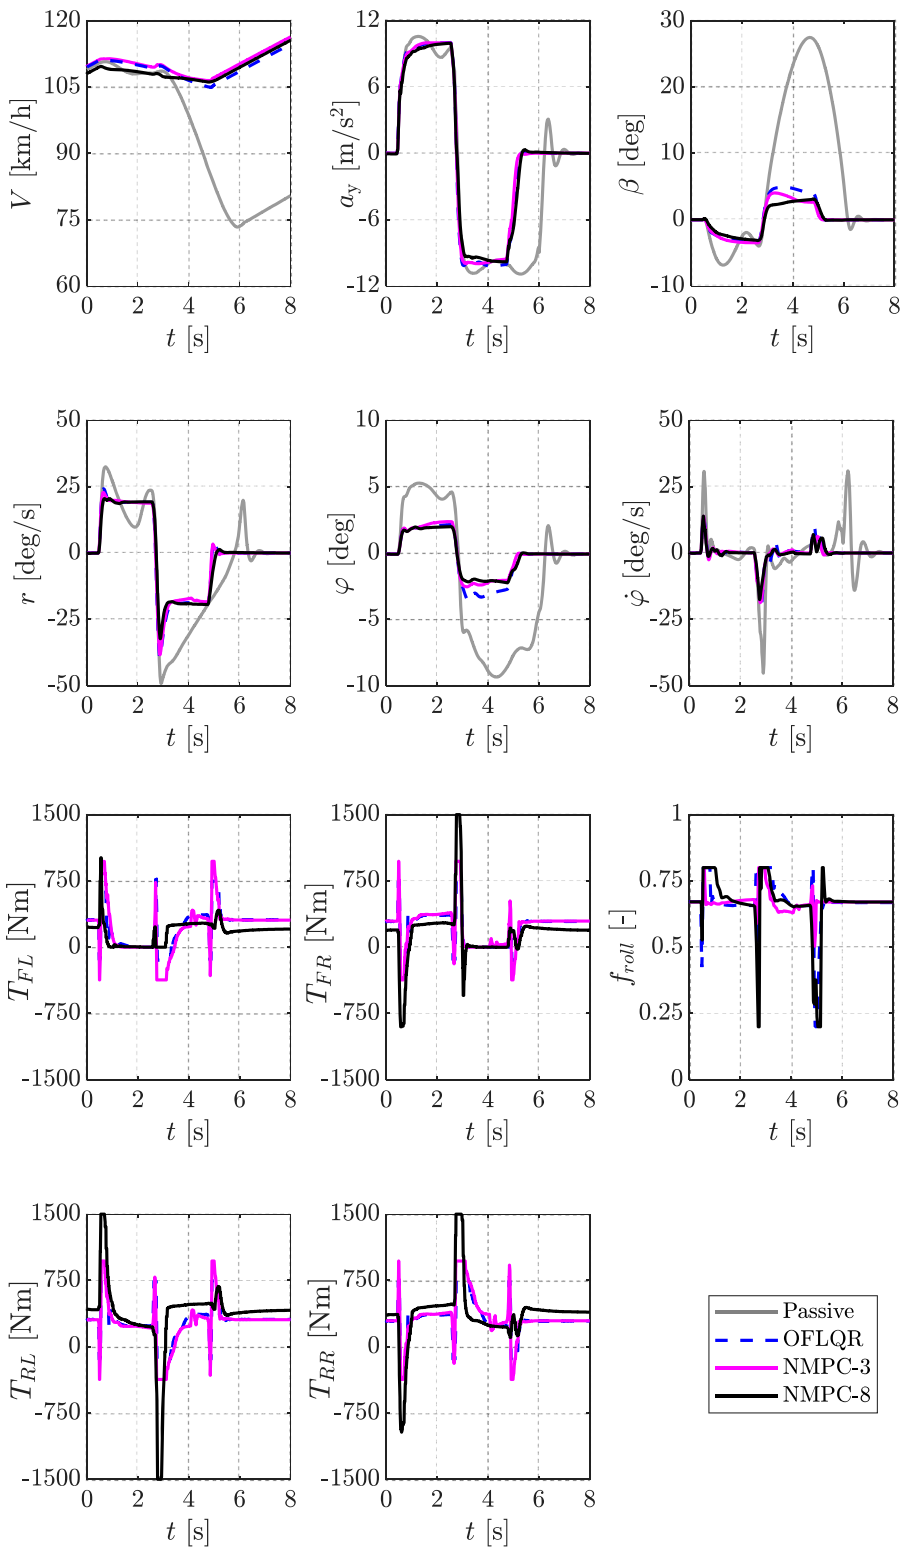 120
105
90
75
60
V [km/h]
0 2 4 6 8
t [s]
12
6
0
-6
-12
a_y [m/s²]
0 2 4 6 8
t [s]
30
20
10
0
-10
β [deg]
0 2 4 6 8
t [s]
50
25
0
-25
-50
r [deg/s]
0 2 4 6 8
t [s]
10
5
0
-5
-10
φ [deg]
0 2 4 6 8
t [s]
50
25
0
-25
-50
φ̇ [deg/s]
0 2 4 6 8
t [s]
1500
750
0
-750
-1500
T_FL [Nm]
0 2 4 6 8
t [s]
1500
750
0
-750
-1500
T_FR [Nm]
0 2 4 6 8
t [s]
1
0.75
0.5
0.25
0
f_roll [-]
0 2 4 6 8
t [s]
1500
750
0
-750
-1500
T_RL [Nm]
0 2 4 6 8
t [s]
1500
750
0
-750
-1500
T_RR [Nm]
0 2 4 6 8
t [s]
Passive
OFLQR
NMPC-3
NMPC-8